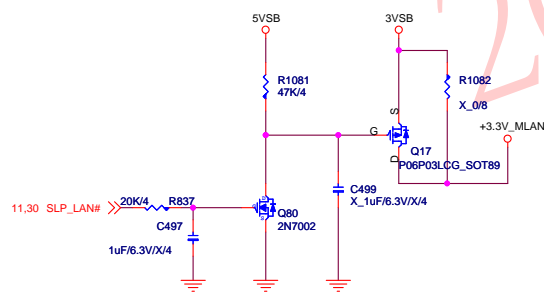 5VSB
3VSB
R1081
47K/4
R1082
X_0/8
+3.3V_MLAN
S
G
D
Q17
P06P03LCG_SOT89
C499
X_1uF/6.3V/X/4
11,30 SLP_LAN#
20K/4
R837
Q80
2N7002
C497
1uF/6.3V/X/4